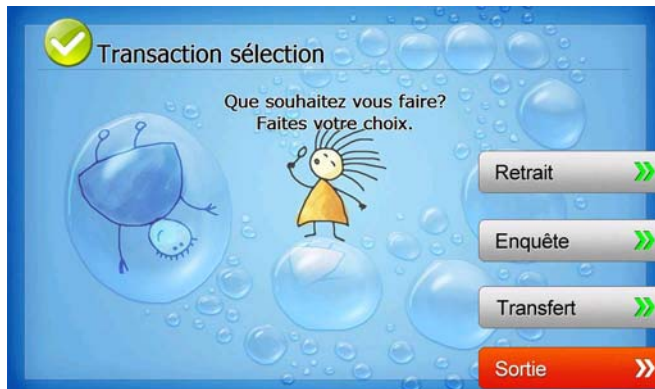 Transaction sélection
Que souhaitez vous faire?
Faites votre choix.
Retrait
Enquête
Transfert
Sortie